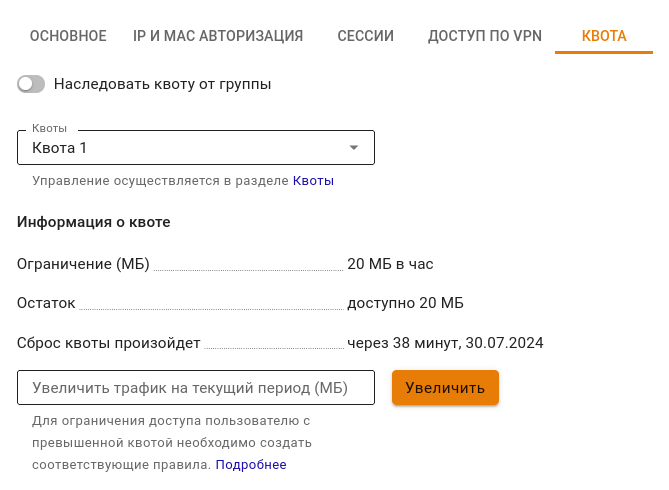 ОСНОВНОЕ IP И MAC АВТОРИЗАЦИЯ СЕССИИ ДОСТУП ПО VPN КВОТА
Наследовать квоту от группы
Квоты
Квота 1
Управление осуществляется в разделе Квоты
Информация о квоте
Ограничение (МБ) 20 МБ в час
Остаток доступно 20 МБ
Сброс квоты произойдет через 38 минут, 30.07.2024
Увеличить трафик на текущий период (МБ) Увеличить
Для ограничения доступа пользователю с
превышенной квотой необходимо создать
соответствующие правила. Подробнее